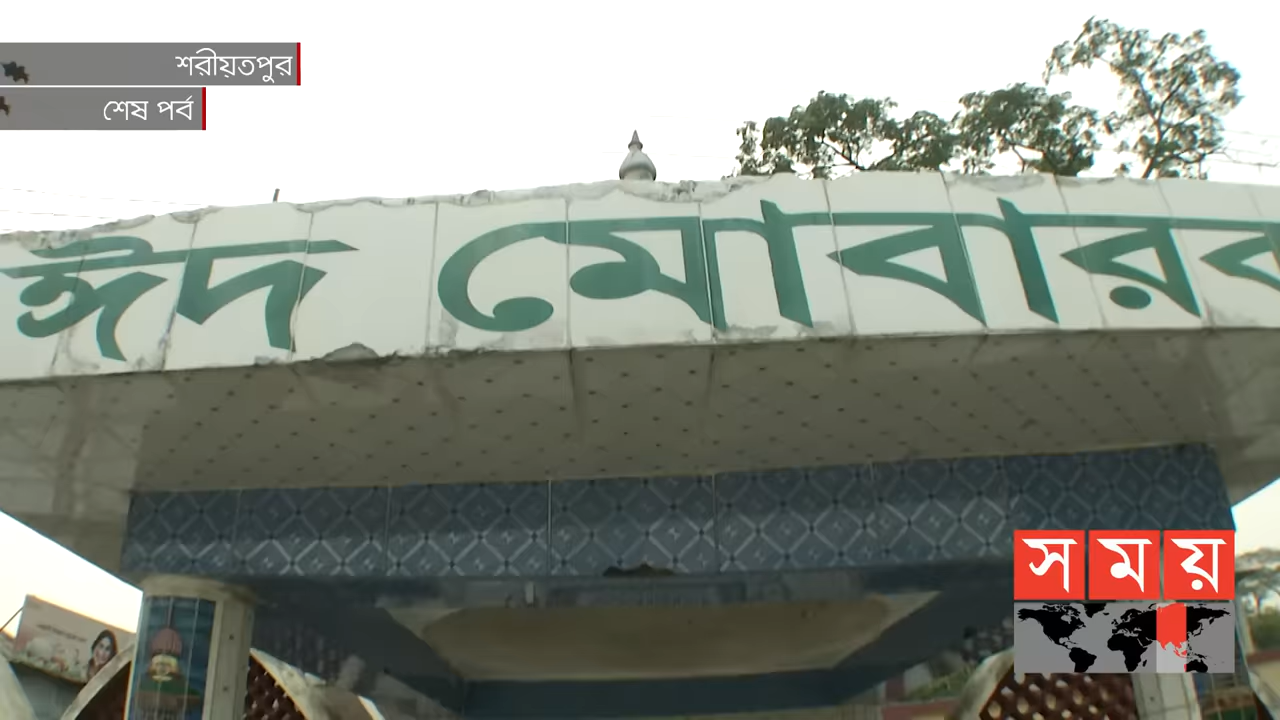 শরীয়তপুর
শেষ পর্ব
ঈদ মোবারক
সময়